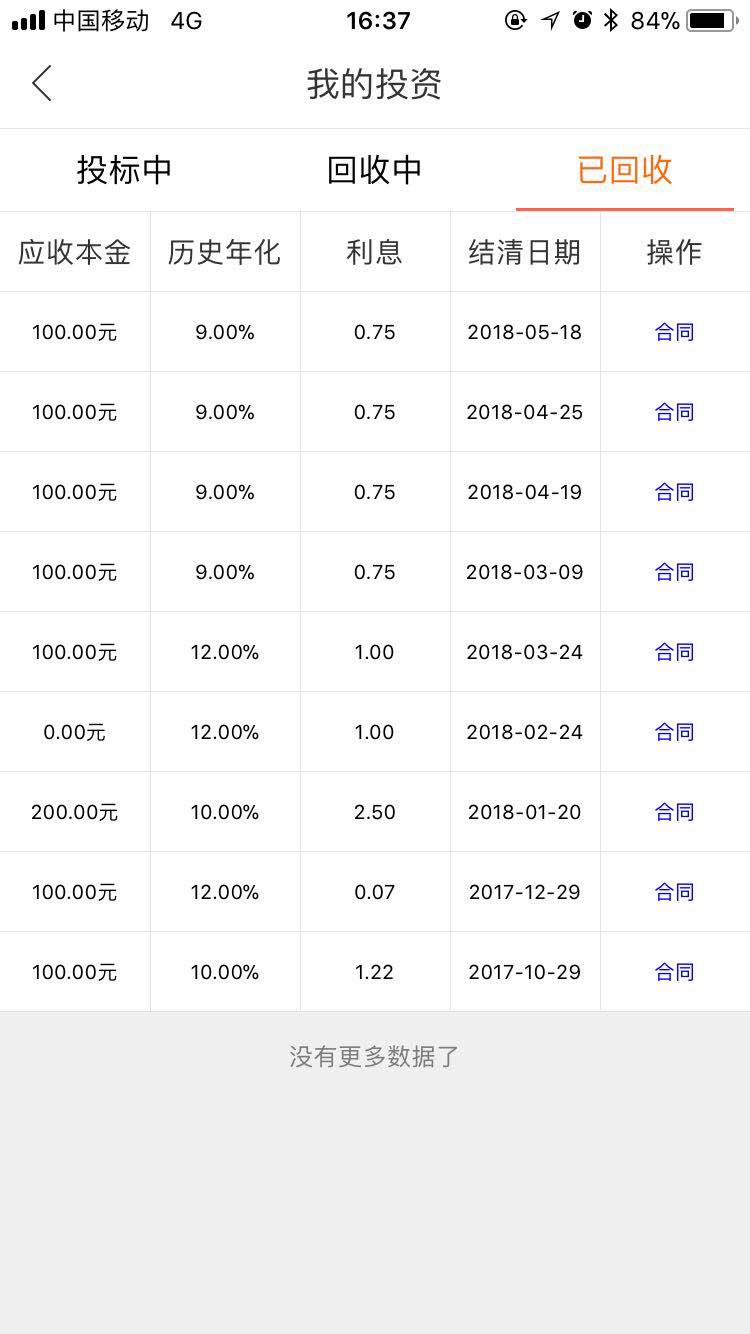 中国移动 4G 16:37 84%
我的投资
投标中 回收中 已回收
应收本金 历史年化 利息 结清日期 操作
100.00元 9.00% 0.75 2018-05-18 合同
100.00元 9.00% 0.75 2018-04-25 合同
100.00元 9.00% 0.75 2018-04-19 合同
100.00元 9.00% 0.75 2018-03-09 合同
100.00元 12.00% 1.00 2018-03-24 合同
0.00元 12.00% 1.00 2018-02-24 合同
200.00元 10.00% 2.50 2018-01-20 合同
100.00元 12.00% 0.07 2017-12-29 合同
100.00元 10.00% 1.22 2017-10-29 合同
没有更多数据了